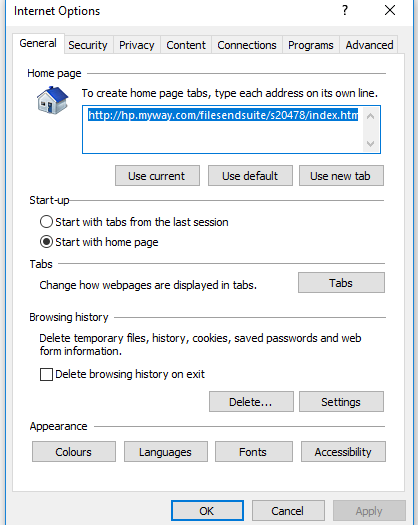 Internet Options
?
General Security Privacy Content Connections Programs Advanced
Home page
To create home page tabs, type each address on its own line.
http://hp.myway.com/filesendsuite/s20478/index.htm
Use current Use default Use new tab
Start-up
Start with tabs from the last session
Start with home page
Tabs
Change how webpages are displayed in tabs. Tabs
Browsing history
Delete temporary files, history, cookies, saved passwords and web
form information.
Delete browsing history on exit
Delete... Settings
Appearance
Colours Languages Fonts Accessibility
OK Cancel Apply